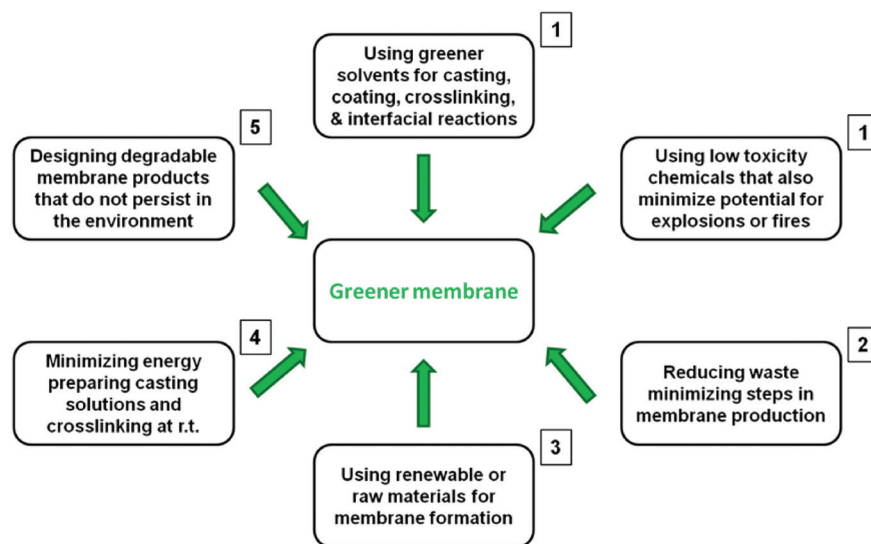 1
Using greener
solvents for casting,
coating, crosslinking,
& interfacial reactions
1
Using low toxicity
chemicals that also
minimize potential for
explosions or fires
2
Reducing waste
minimizing steps in
membrane production
3
Using renewable or
raw materials for
membrane formation
4
Minimizing energy
preparing casting
solutions and
crosslinking at r.t.
5
Designing degradable
membrane products
that do not persist in
the environment
Greener membrane